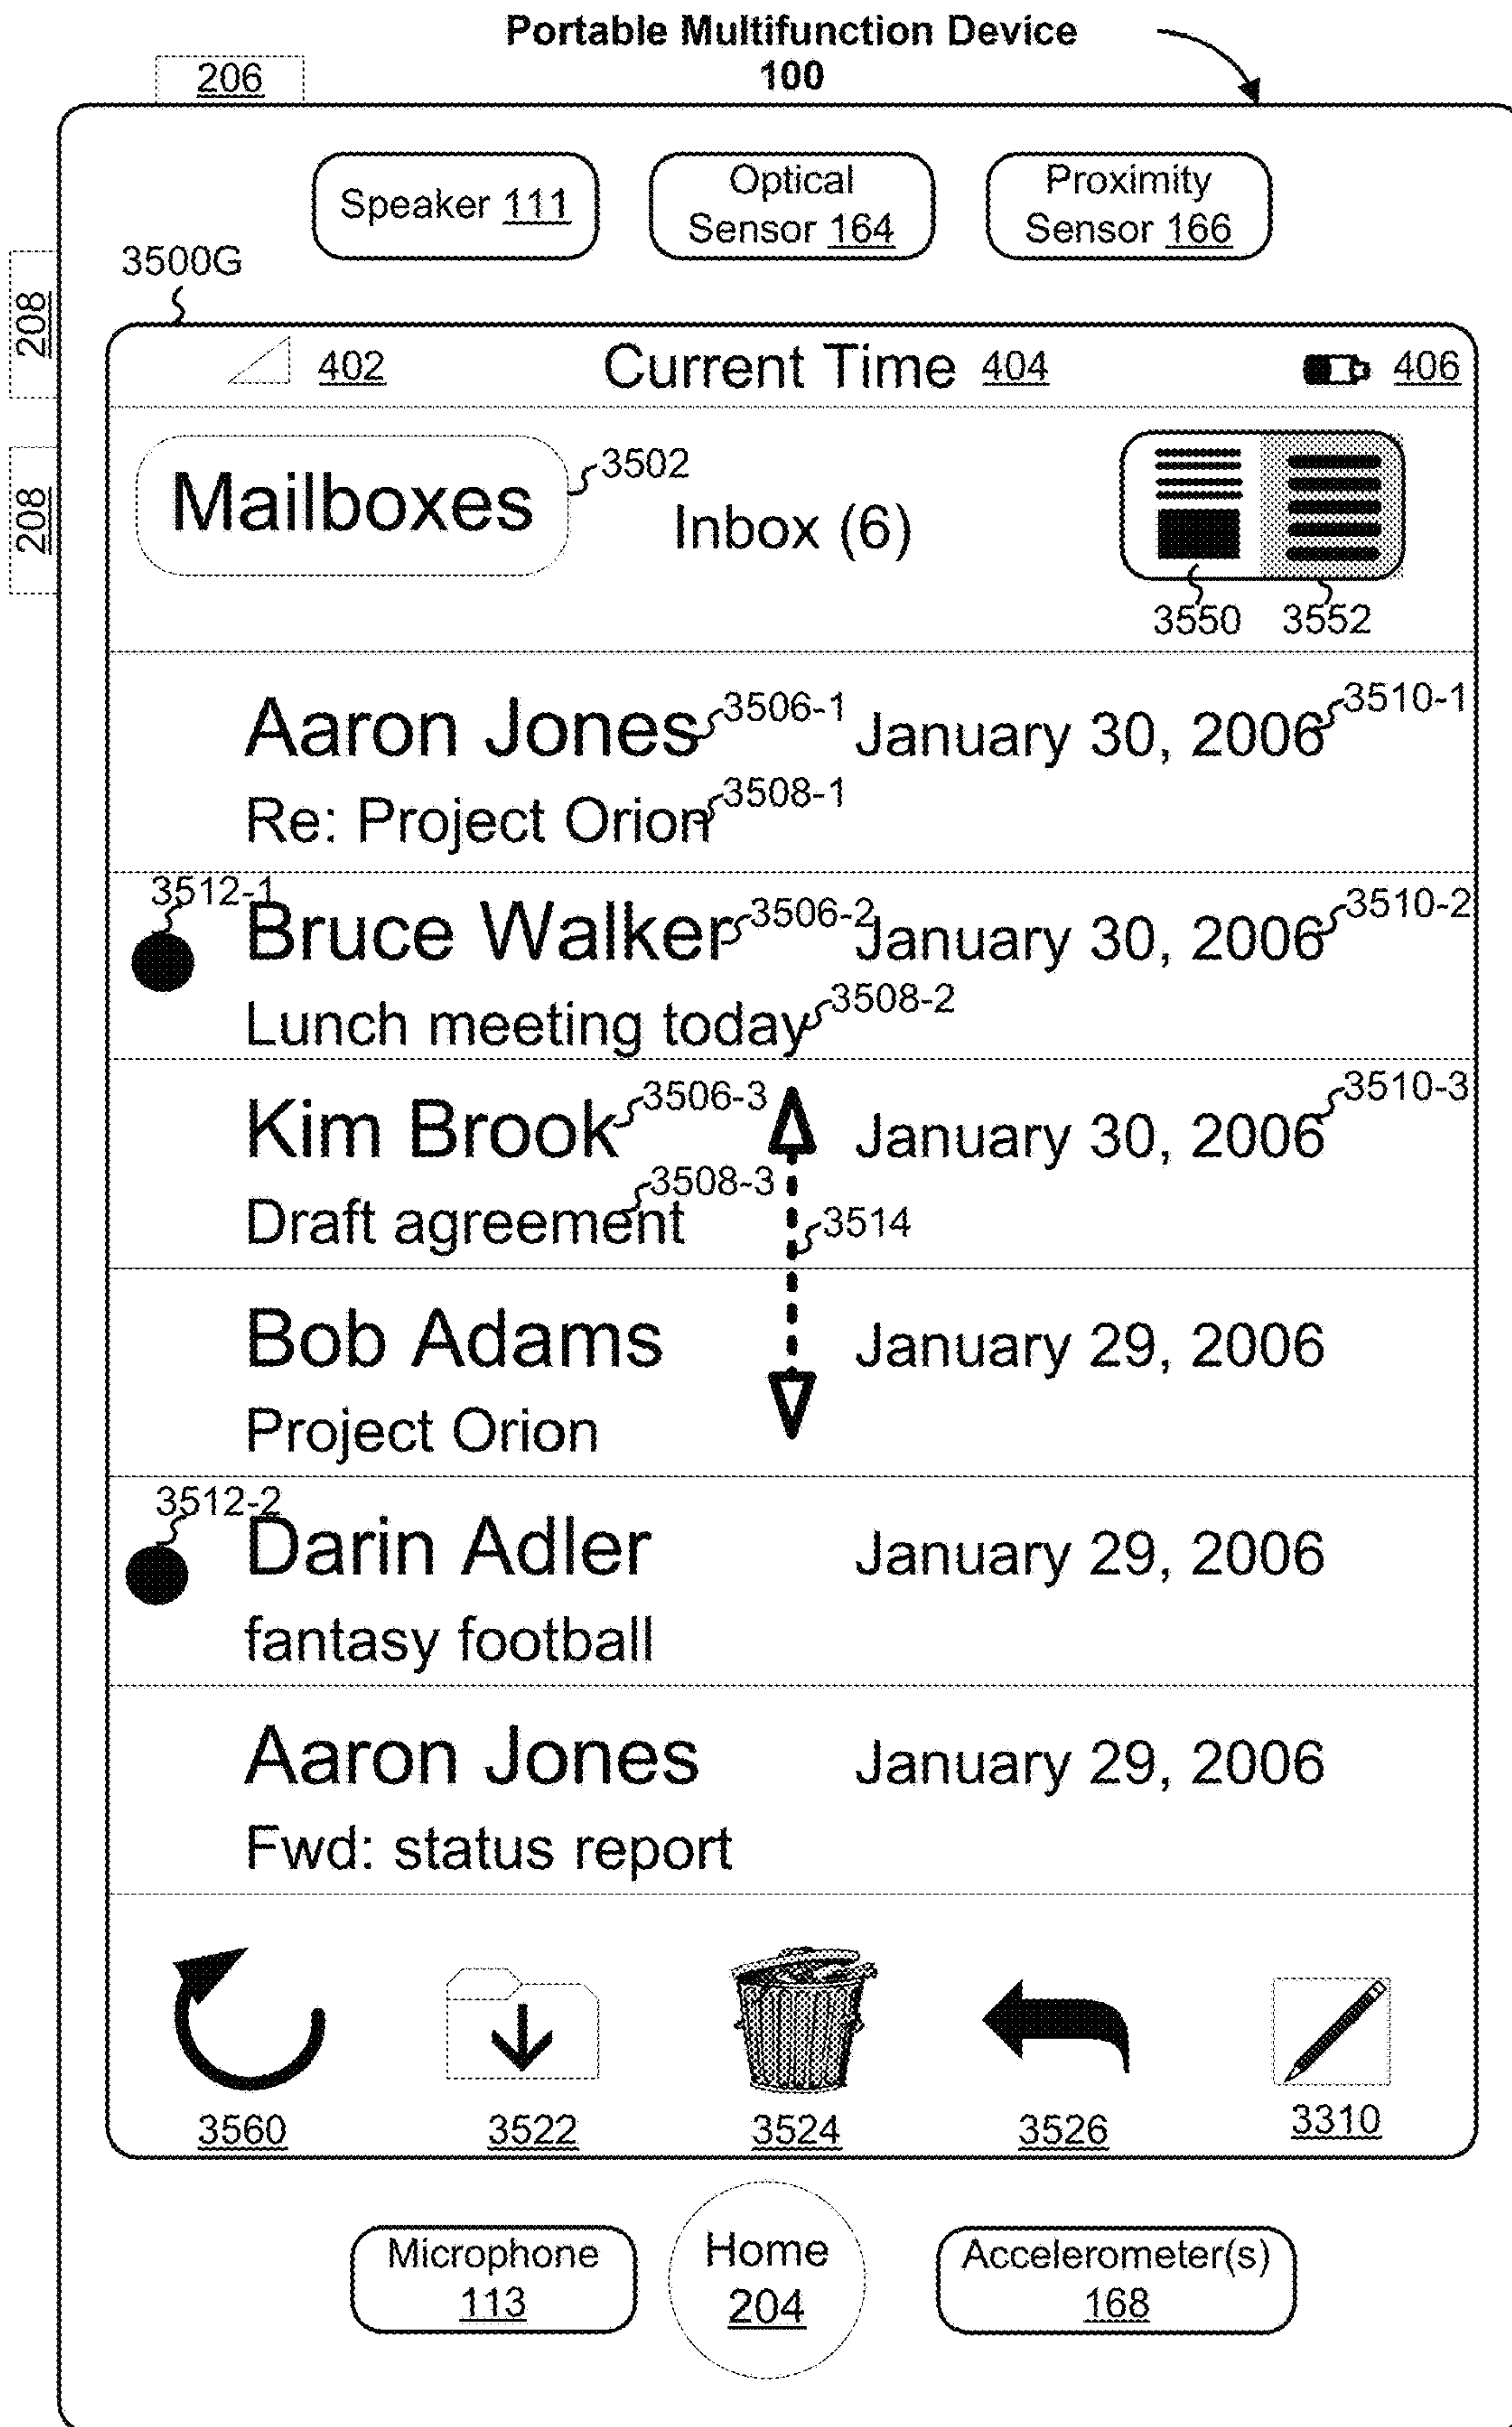 Portable Multifunction Device
100
206
Speaker 111
Optical
Sensor 164
Proximity
Sensor 166
3500G
208
208
402
Current Time 404
406
Mailboxes
3502
Inbox (6)
3550
3552
Aaron Jones 3506-1 January 30, 2006 3510-1
Re: Project Orion 3508-1
3512-1
Bruce Walker 3506-2 January 30, 2006 3510-2
Lunch meeting today 3508-2
Kim Brook 3506-3 January 30, 2006 3510-3
Draft agreement 3508-3
3514
Bob Adams January 29, 2006
Project Orion
3512-2
Darin Adler January 29, 2006
fantasy football
Aaron Jones January 29, 2006
Fwd: status report
3560 3522 3524 3526 3310
Microphone
113
Home
204
Accelerometer(s)
168